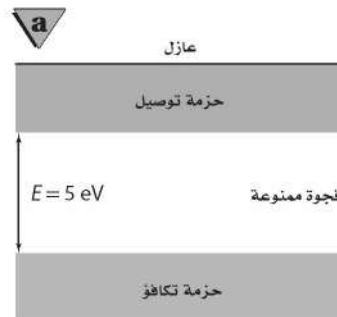 a
عازل
حزمة توصيل
E = 5 eV
فجوة ممنوعة
حزمة تكافؤ